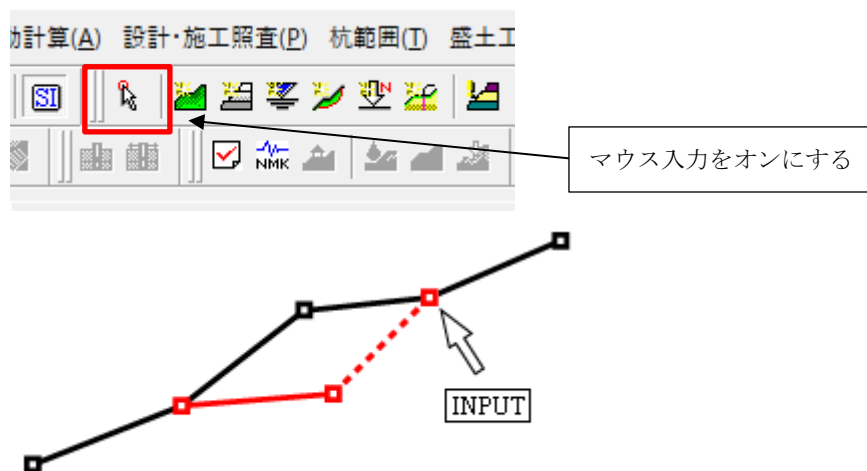 計算(A) 設計・施工照査(P) 杭範囲(T) 盛土工
SI
N
NMK
マウス入力をオンにする
INPUT